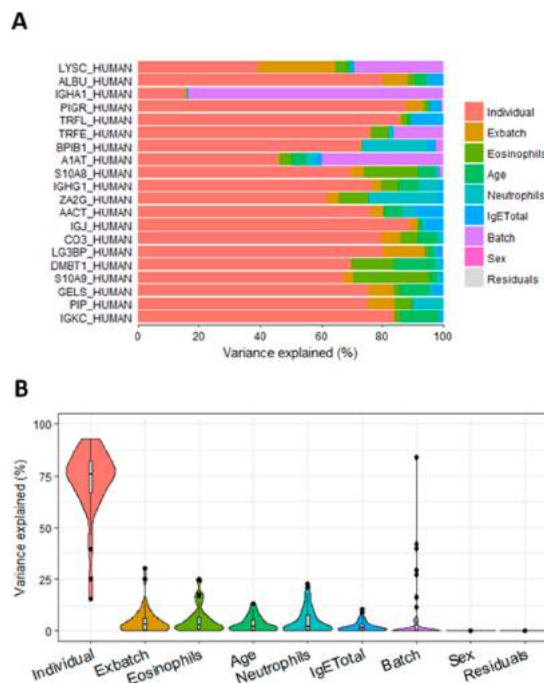 A
LYSC_HUMAN
ALBU_HUMAN
IGHA1_HUMAN
PIGR_HUMAN
TRFL_HUMAN
TRFE_HUMAN
BPIB1_HUMAN
A1AT_HUMAN
S10A8_HUMAN
IGHG1_HUMAN
ZA2G_HUMAN
AACT_HUMAN
IGJ_HUMAN
CO3_HUMAN
LG3BP_HUMAN
DMBT1_HUMAN
S10A9_HUMAN
GELS_HUMAN
PIP_HUMAN
IGKC_HUMAN
0 20 40 60 80 100
Variance explained (%)
Individual
Exbatch
Eosinophils
Age
Neutrophils
IgETotal
Batch
Sex
Residuals
B
Variance explained (%)
100
75
50
25
0
Individual Exbatch Eosinophils Age Neutrophils IgETotal Batch Sex Residuals